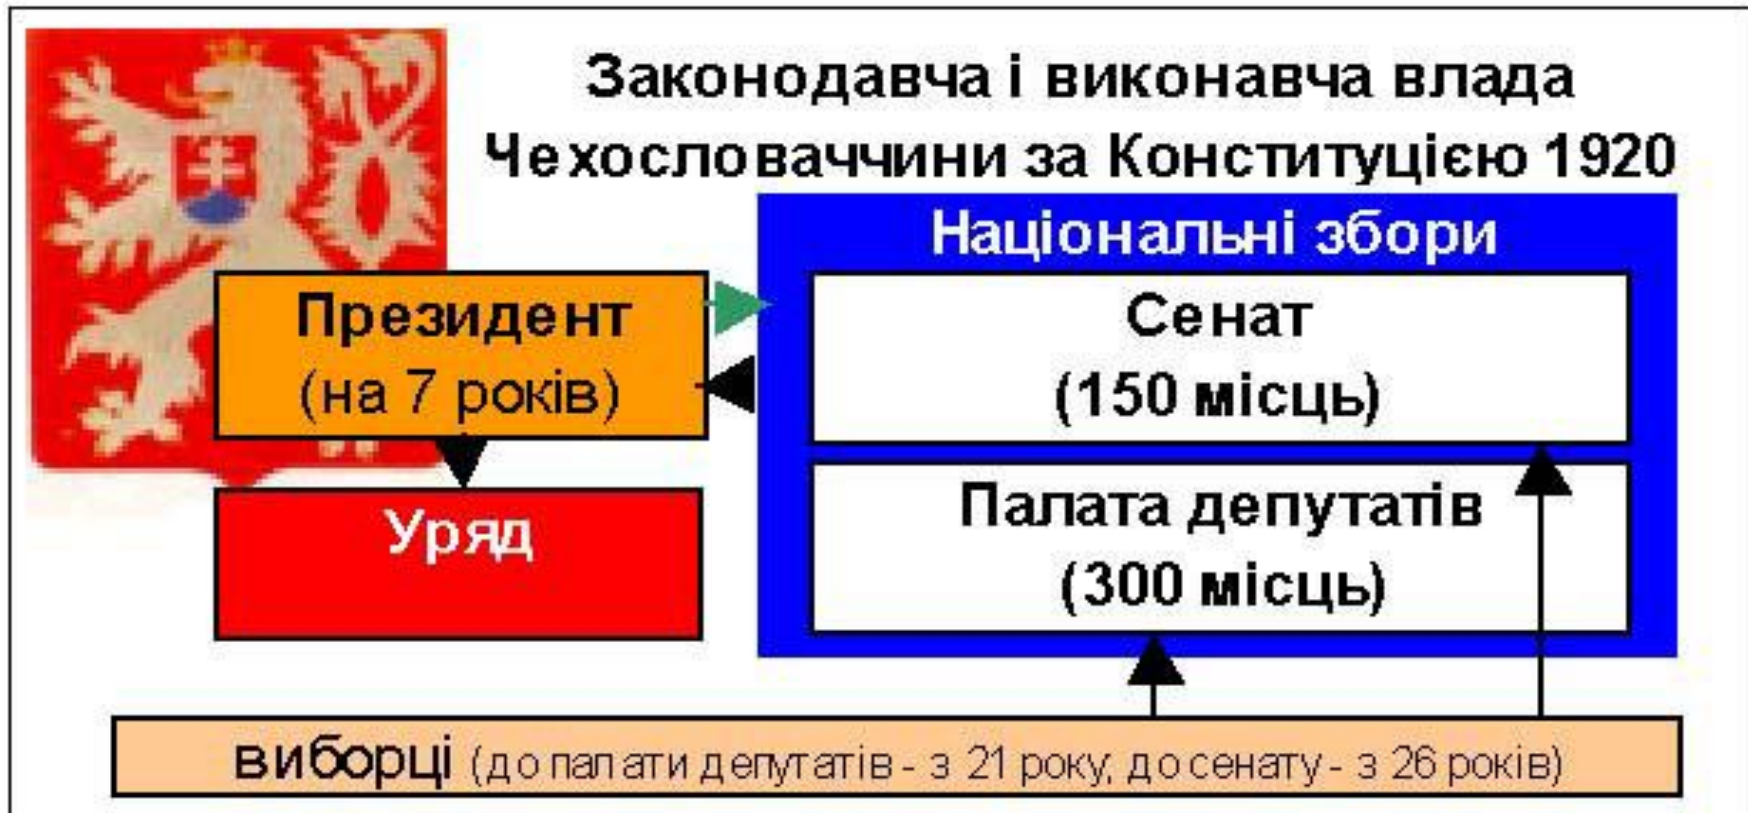 Законодавча і виконавча влада
Чехословаччини за Конституцією 1920
Національні збори
Президент
(на 7 років)
Сенат
(150 місць)
Уряд
Палата депутатів
(300 місць)
виборці (до палати депутатів - з 21 року; до сенату - з 26 років)